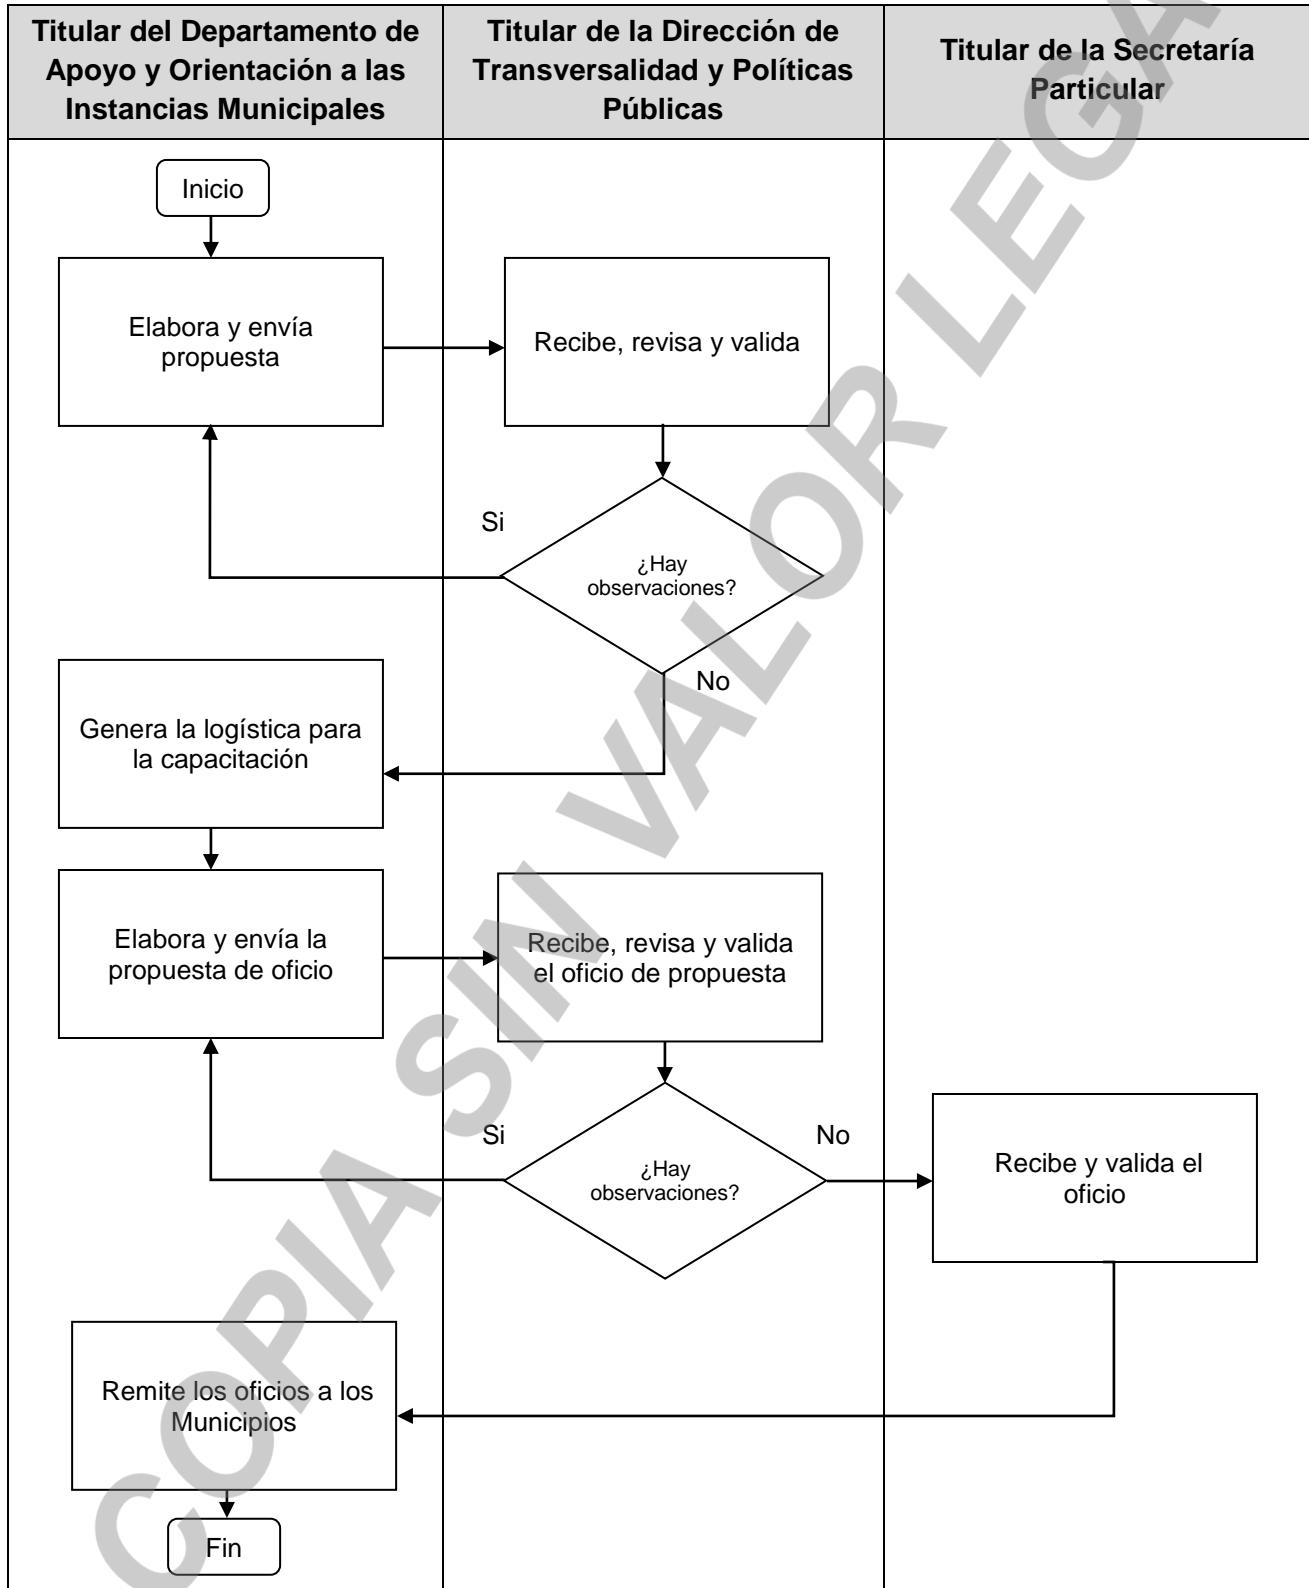 Titular del Departamento de
Apoyo y Orientación a las
Instancias Municipales
Titular de la Dirección de
Transversalidad y Políticas
Públicas
Titular de la Secretaría
Particular
Inicio
Elabora y envía
propuesta
Recibe, revisa y valida
¿Hay
observaciones?
Si
No
Genera la logística para
la capacitación
Elabora y envía la
propuesta de oficio
Recibe, revisa y valida
el oficio de propuesta
¿Hay
observaciones?
Si
No
Recibe y valida el
oficio
Remite los oficios a los
Municipios
Fin
COPIA SIN VALOR LEGA